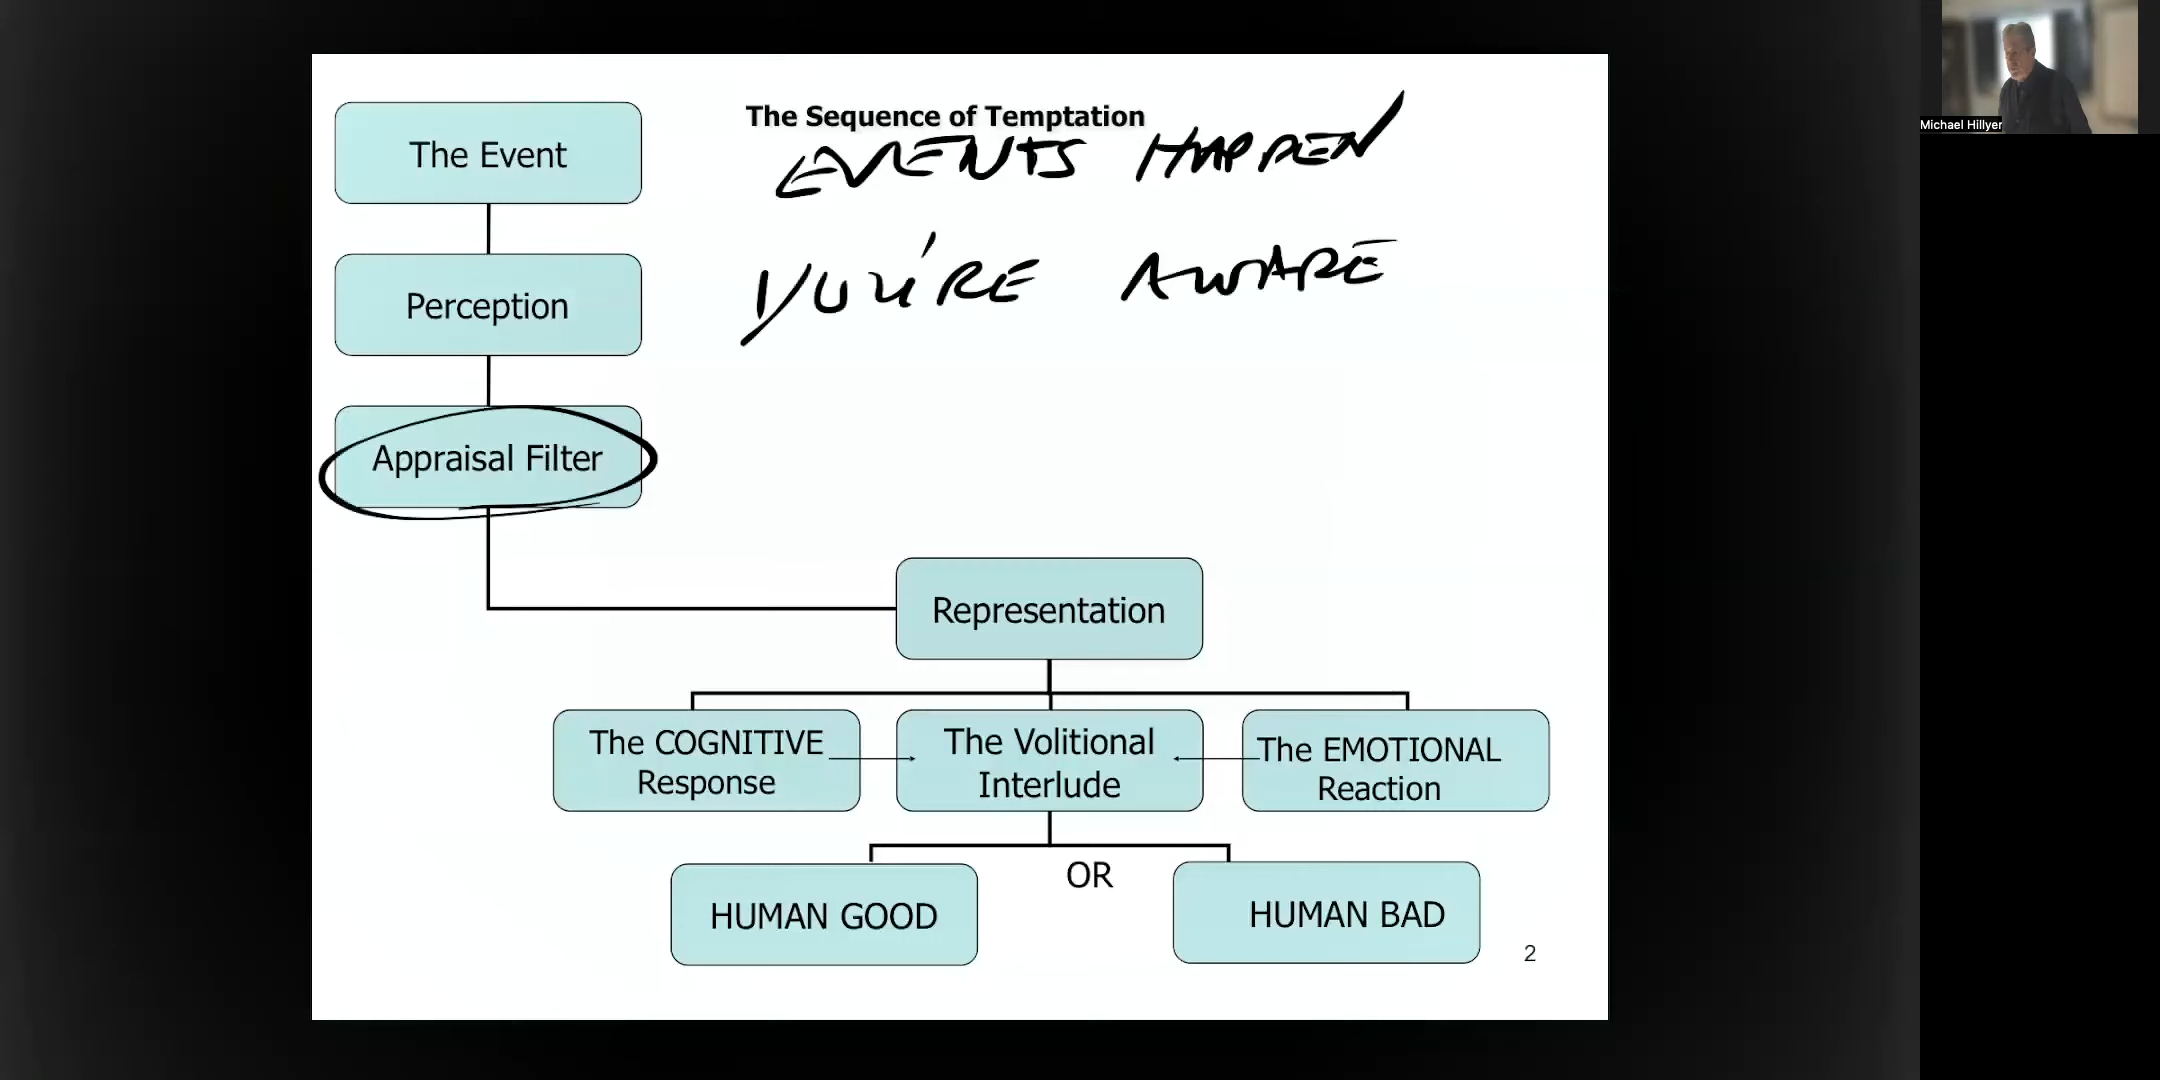 The Sequence of Temptation
The Event
EVENTS HAPPEN
Perception
YOU'RE AWARE
Appraisal Filter
Representation
The COGNITIVE
Response
The Volitional
Interlude
The EMOTIONAL
Reaction
OR
HUMAN GOOD
HUMAN BAD
2
Michael Hillyer